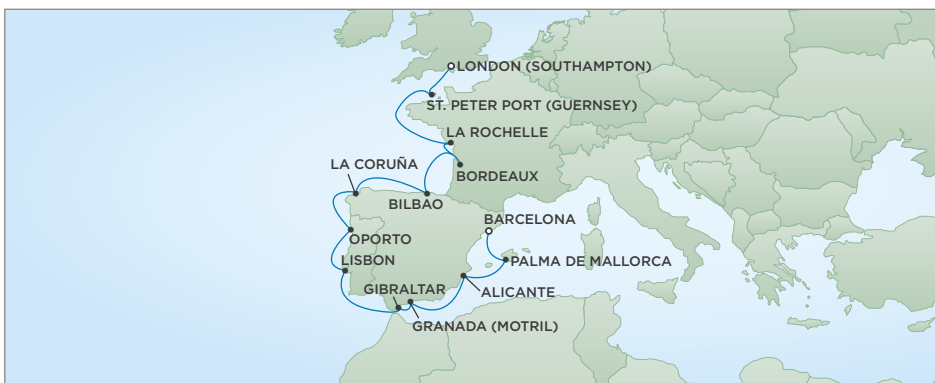 LONDON (SOUTHAMPTON)
ST. PETER PORT (GUERNSEY)
LA ROCHELLE
LA CORUÑA
BORDEAUX
BILBAO
BARCELONA
OPORTO
LISBON
PALMA DE MALLORCA
GIBRALTAR
ALICANTE
GRANADA (MOTRIL)